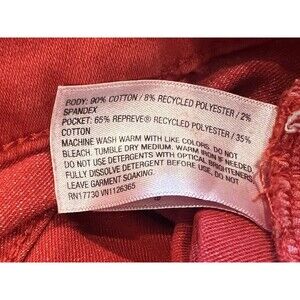 BODY: 90% COTTON / 8% RECYCLED POLYESTER / 2%
SPANDEX
POCKET: 65% REPREVE® RECYCLED POLYESTER / 35%
COTTON
MACHINE WASH WARM WITH LIKE COLORS. DO NOT
BLEACH. TUMBLE DRY MEDIUM. WARM IRON IF NEEDED.
DO NOT USE DETERGENTS WITH OPTICAL BRIGHTENERS.
FULLY DISSOLVE DETERGENT BEFORE USE, DO NOT
LEAVE GARMENT SOAKING.
RN17730 VN1126365